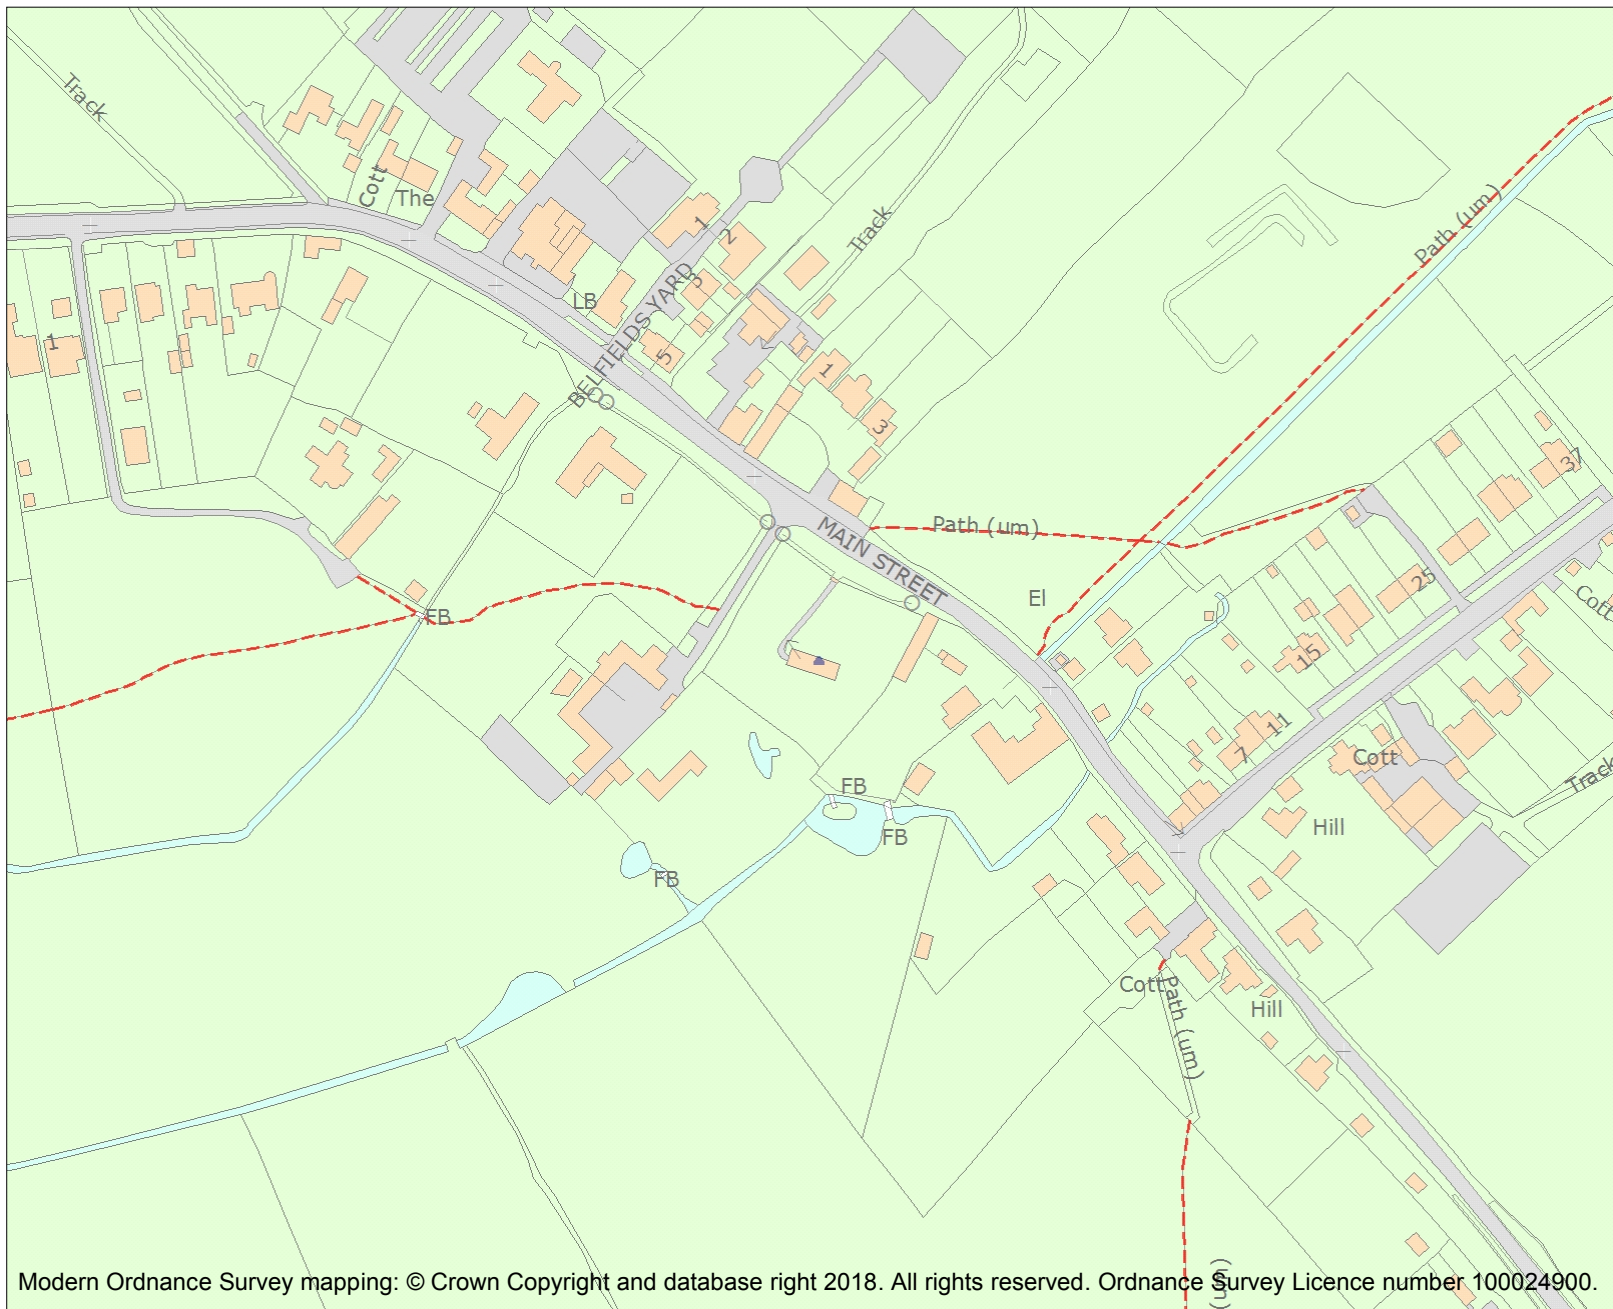 Track
Cott
The
1
2
Track
Path (um)
3
LB
BELFIELDS YARD
5
1
1
3
37
Path (um)
MAIN STREET
25
El
Cott
FB
15
11
7
Cott
Track
FB
FB
Hill
FB
Cott
Path (um)
Hill
(um)
Modern Ordnance Survey mapping: © Crown Copyright and database right 2018. All rights reserved. Ordnance Survey Licence number 100024900.